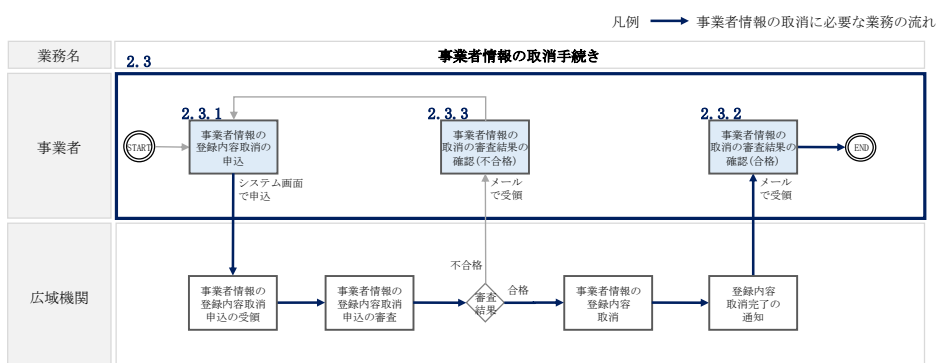 凡例 事業者情報の取消に必要な業務の流れ
業務名
2.3
事業者情報の取消手続き
事業者
START
2.3.1
事業者情報の
登録内容取消の
申込
システム画面
で申込
2.3.3
事業者情報の
取消の審査結果の
確認(不合格)
メール
で受領
2.3.2
事業者情報の
取消の審査結果の
確認(合格)
メール
で受領
END
広域機関
事業者情報の
登録内容取消
申込の受領
事業者情報の
登録内容取消
申込の審査
不合格
審査
結果
合格
事業者情報の
登録内容
取消
登録内容
取消完了の
通知